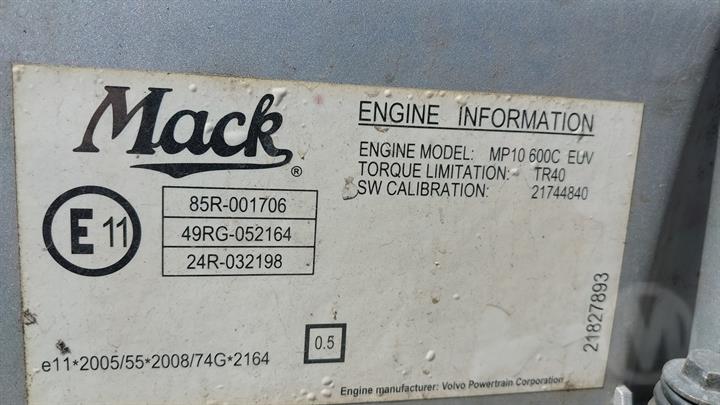 Mack®
ENGINE INFORMATION
ENGINE MODEL: MP10 600C EUV
TORQUE LIMITATION: TR40
SW CALIBRATION: 21744840
E 11
85R-001706
49RG-052164
24R-032198
0.5
e11*2005/55*2008/74G*2164
21827893
Engine manufacturer: Volvo Powertrain Corporation
M